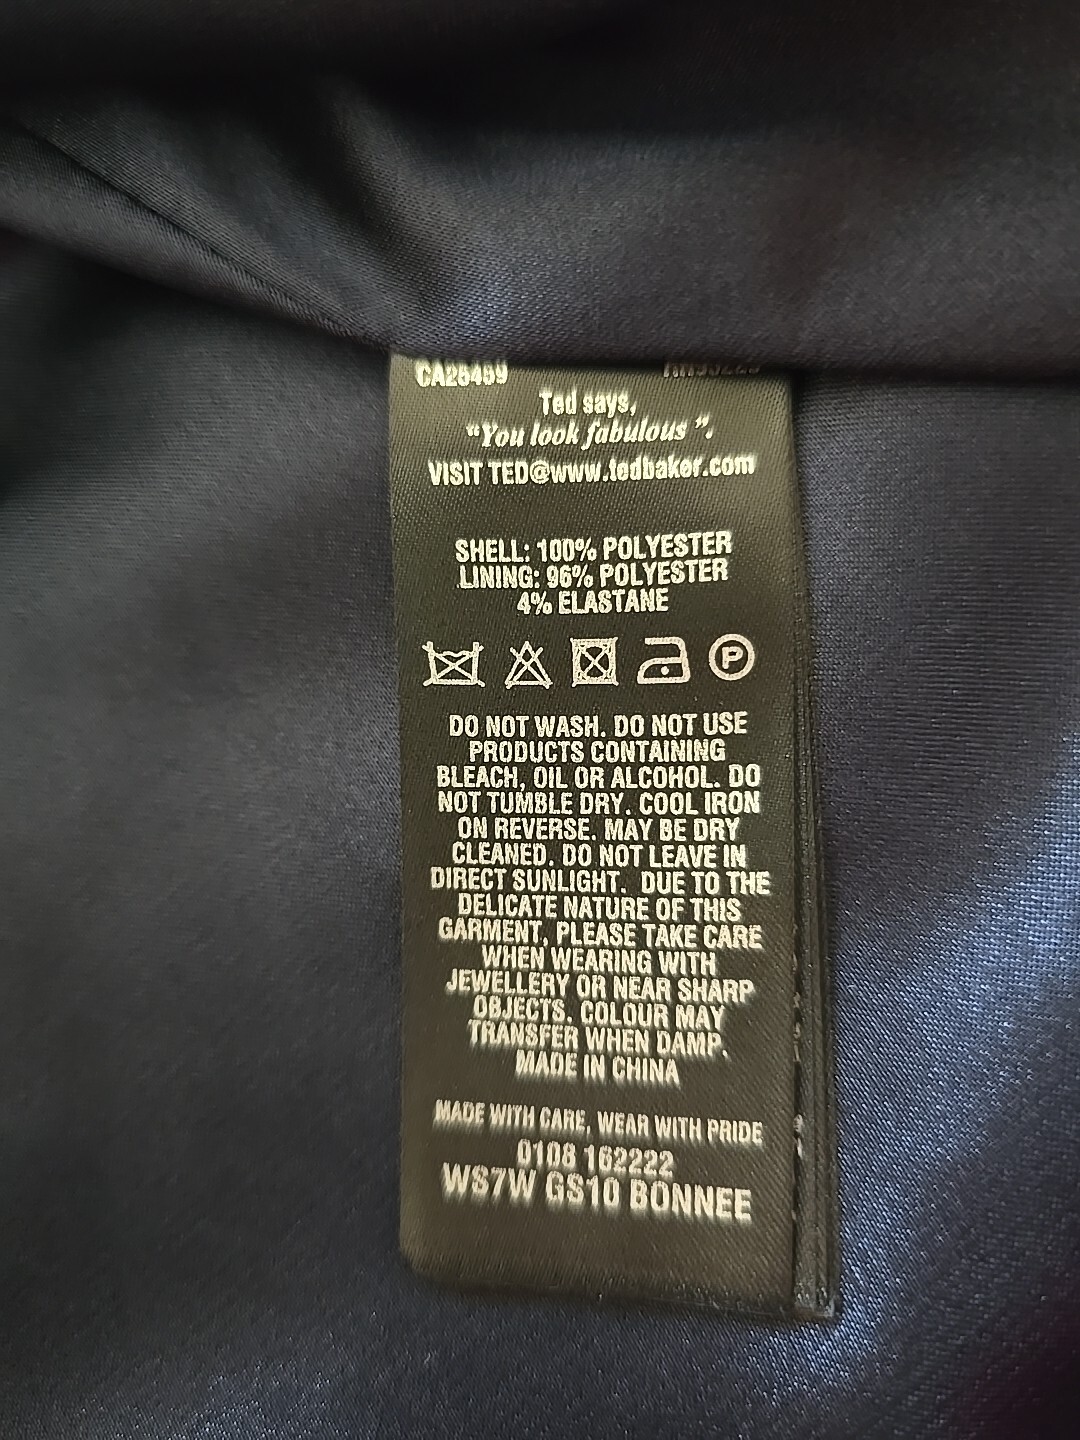 CA25459
Ted says,
"You look fabulous".
VISIT TED@www.tedbaker.com
SHELL: 100% POLYESTER
LINING: 96% POLYESTER
4% ELASTANE
P
DO NOT WASH. DO NOT USE
PRODUCTS CONTAINING
BLEACH, OIL OR ALCOHOL. DO
NOT TUMBLE DRY. COOL IRON
ON REVERSE. MAY BE DRY
CLEANED. DO NOT LEAVE IN
DIRECT SUNLIGHT. DUE TO THE
DELICATE NATURE OF THIS
GARMENT, PLEASE TAKE CARE
WHEN WEARING WITH
JEWELLERY OR NEAR SHARP
OBJECTS. COLOUR MAY
TRANSFER WHEN DAMP.
MADE IN CHINA
MADE WITH CARE, WEAR WITH PRIDE
0108 162222
WS7W GS10 BONNEE